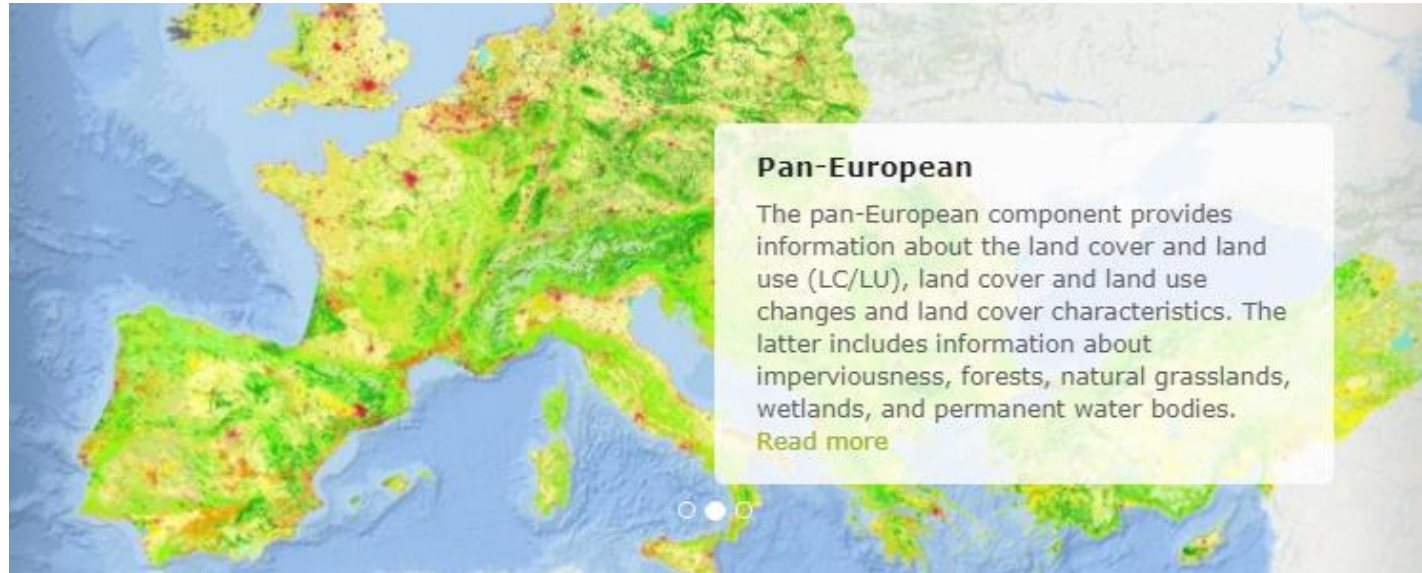 Pan-European
The pan-European component provides
information about the land cover and land
use (LC/LU), land cover and land use
changes and land cover characteristics. The
latter includes information about
imperviousness, forests, natural grasslands,
wetlands, and permanent water bodies.
Read more